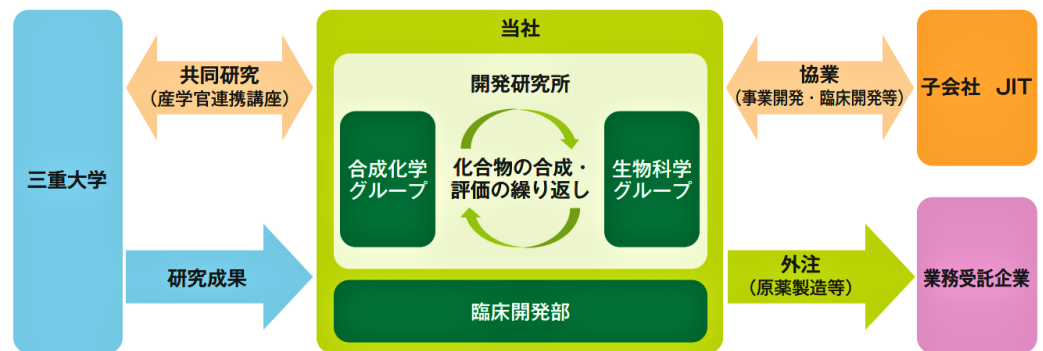 三重大学
共同研究
（産学官連携講座）
研究成果
当社
開発研究所
合成化学
グループ
化合物の合成・
評価の繰り返し
生物科学
グループ
臨床開発部
協業
（事業開発・臨床開発等）
子会社　JIT
外注
（原薬製造等）
業務受託企業